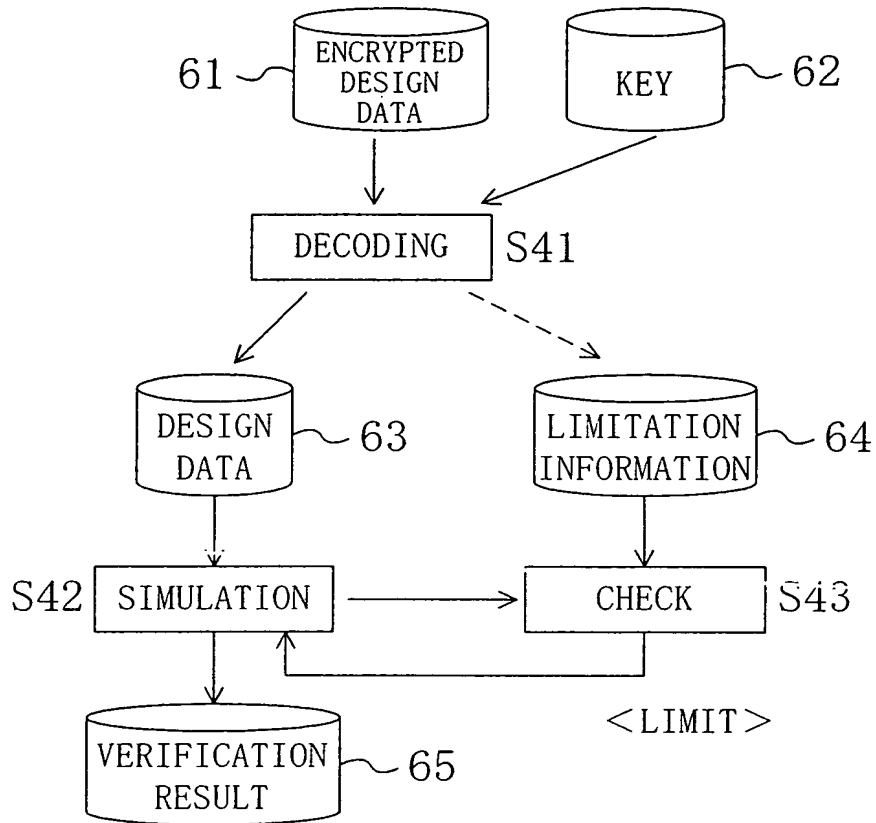 61
ENCRYPTED
DESIGN
DATA
KEY
62
DECODING
S41
DESIGN
DATA
63
LIMITATION
INFORMATION
64
S42
SIMULATION
CHECK
S43
<LIMIT>
VERIFICATION
RESULT
65